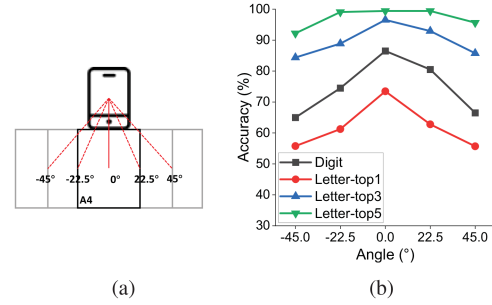 -45° -22.5° 0° 22.5° 45°
A4
(a)
Accuracy (%)
100
90
80
70
60
50
40
30
Digit
Letter-top1
Letter-top3
Letter-top5
-45.0 -22.5 0.0 22.5 45.0
Angle (°)
(b)